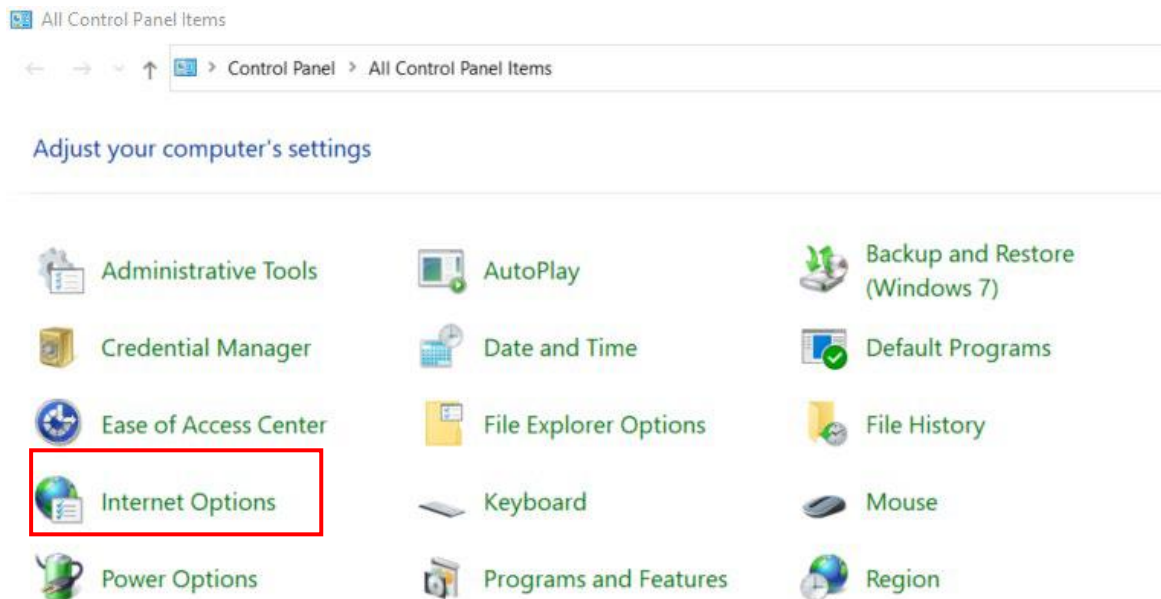 All Control Panel Items
Control Panel > All Control Panel Items
Adjust your computer's settings
Administrative Tools
AutoPlay
Backup and Restore
(Windows 7)
Credential Manager
Date and Time
Default Programs
Ease of Access Center
File Explorer Options
File History
Internet Options
Keyboard
Mouse
Power Options
Programs and Features
Region